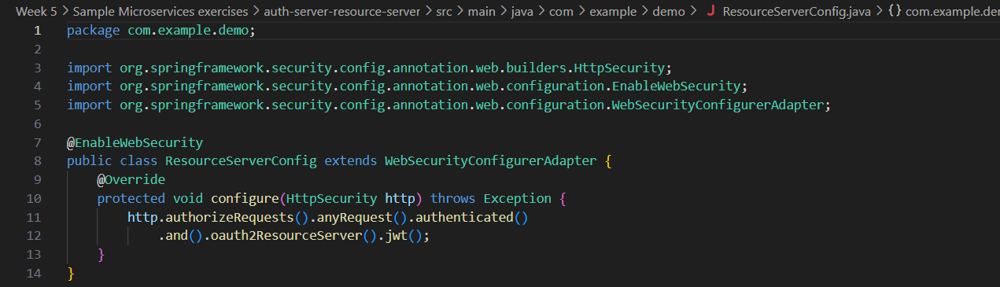 Week 5 > Sample Microservices exercises > auth-server-resource-server > src > main > java > com > example > demo > J ResourceServerConfig.java > {} com.example.der
1 package com.example.demo;
2
3 import org.springframework.security.config.annotation.web.builders.HttpSecurity;
4 import org.springframework.security.config.annotation.web.configuration.EnableWebSecurity;
5 import org.springframework.security.config.annotation.web.configuration.WebSecurityConfigurerAdapter;
6
7 @EnableWebSecurity
8 public class ResourceServerConfig extends WebSecurityConfigurerAdapter {
9 @Override
10 protected void configure(HttpSecurity http) throws Exception {
11 http.authorizeRequests().anyRequest().authenticated()
12 .and().oauth2ResourceServer().jwt();
13 }
14 }